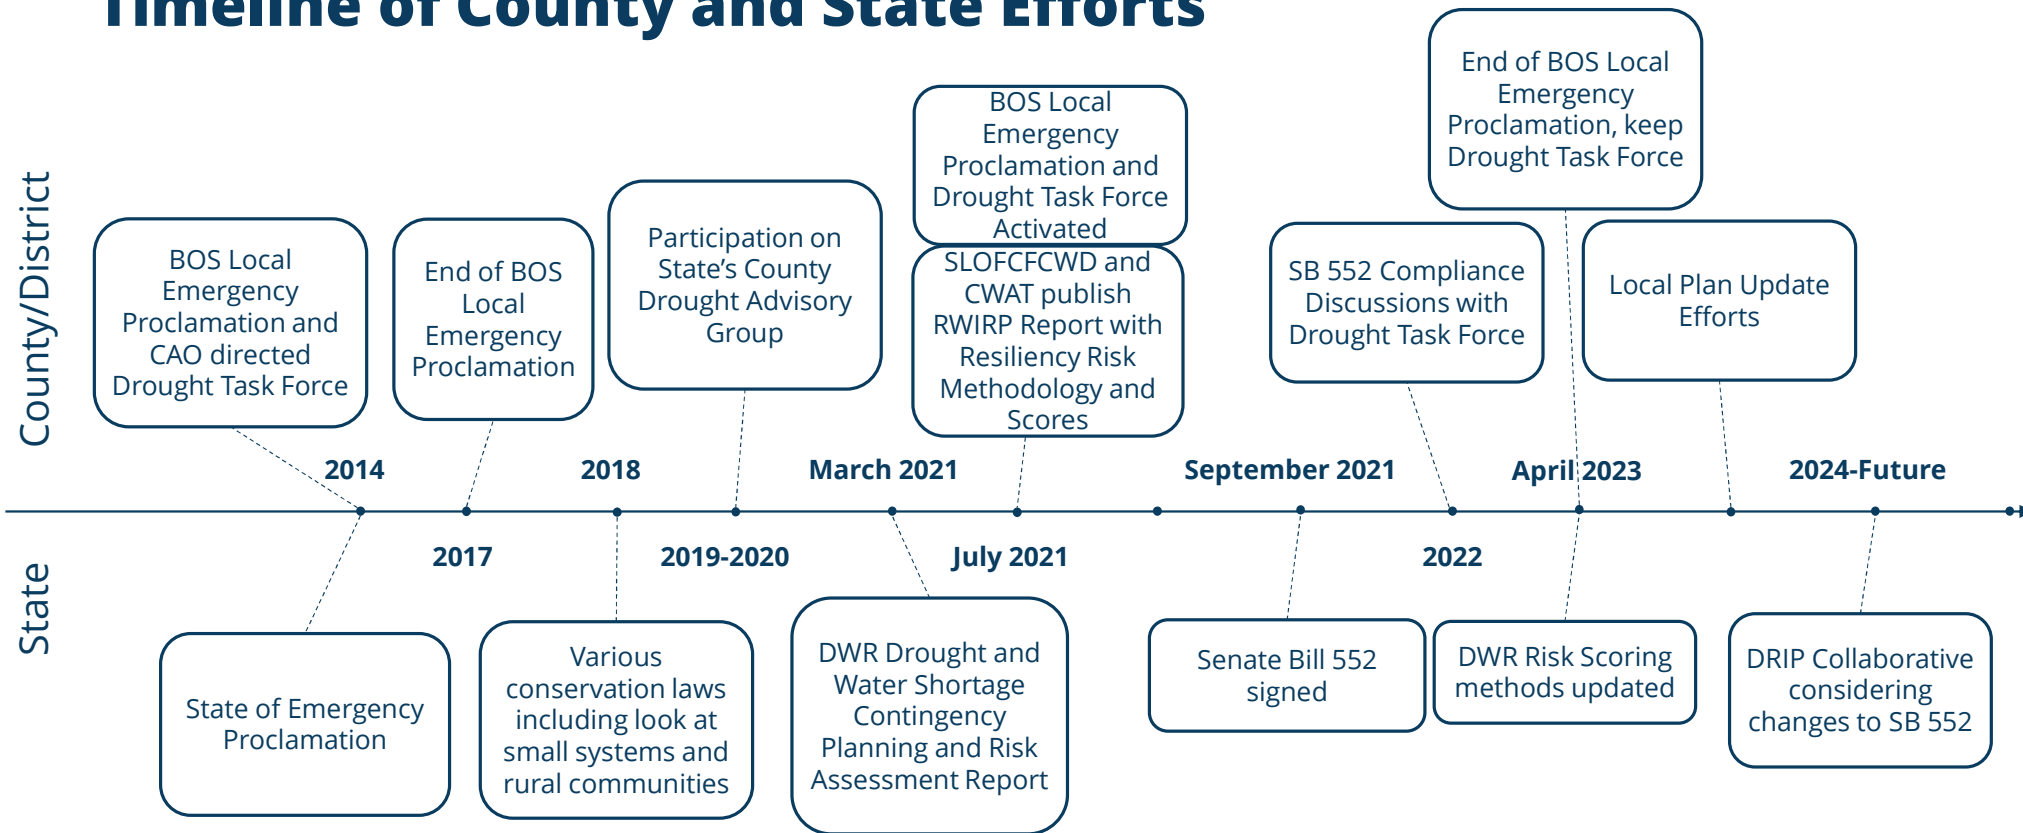 Timeline of County and State Efforts
County/District
BOS Local
Emergency
Proclamation and
CAO directed
Drought Task Force
End of BOS
Local
Emergency
Proclamation
Participation on
State’s County
Drought Advisory
Group
BOS Local
Emergency
Proclamation and
Drought Task Force
Activated
SLOFCFCWD and
CWAT publish
RWIRP Report with
Resiliency Risk
Methodology and
Scores
SB 552 Compliance
Discussions with
Drought Task Force
End of BOS Local
Emergency
Proclamation, keep
Drought Task Force
Local Plan Update
Efforts
2014
2018
March 2021
September 2021
April 2023
2024-Future
2017
2019-2020
July 2021
2022
State
State of Emergency
Proclamation
Various
conservation laws
including look at
small systems and
rural communities
DWR Drought and
Water Shortage
Contingency
Planning and Risk
Assessment Report
Senate Bill 552
signed
DWR Risk Scoring
methods updated
DRIP Collaborative
considering
changes to SB 552